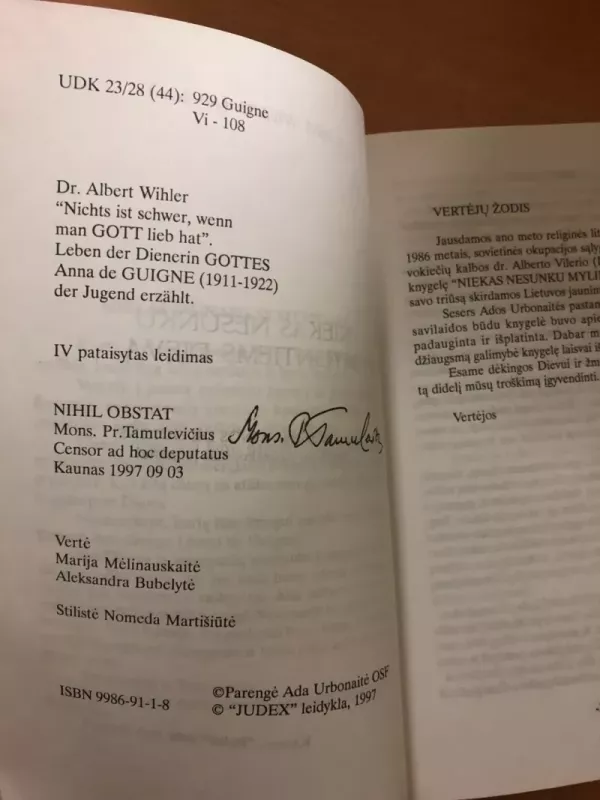 UDK 23/28 (44): 929 Guigne
Vi - 108
Dr. Albert Wihler
“Nichts ist schwer, wenn
man GOTT lieb hat”.
Leben der Dienerin GOTTES
Anna de GUIGNE (1911-1922)
der Jugend erzählt.
IV pataisytas leidimas
NIHIL OBSTAT
Mons. Pr.Tamulevičius
Censor ad hoc deputatus
Kaunas 1997 09 03
Vertė
Marija Mėlinauskaitė
Aleksandra Bubelytė
Stilistė Nomeda Martišiūtė
ISBN 9986-91-1-8
©Parengė Ada Urbonaitė OSF
© “JUDEX” leidykla, 1997
VERTĖJŲ ŽODIS
Jausdamos ano meto religinės
1986 metais, sovietinės okupacijos
vokiečių kalbos dr. Alberto Vilerio
knygelę “NIEKAS NESUNKU
savo triūsą skirdamos Lietuvos
Sesers Ados Urbonaitės
savilaidos būdu knygelė buvo
padauginta ir išplatinta. Dabar
džiaugsmą galimybė knygelę laisvai
Esame dėkingos Dievui ir
tą didelį mūsų troškimą įgyvendinti.
Vertėjos